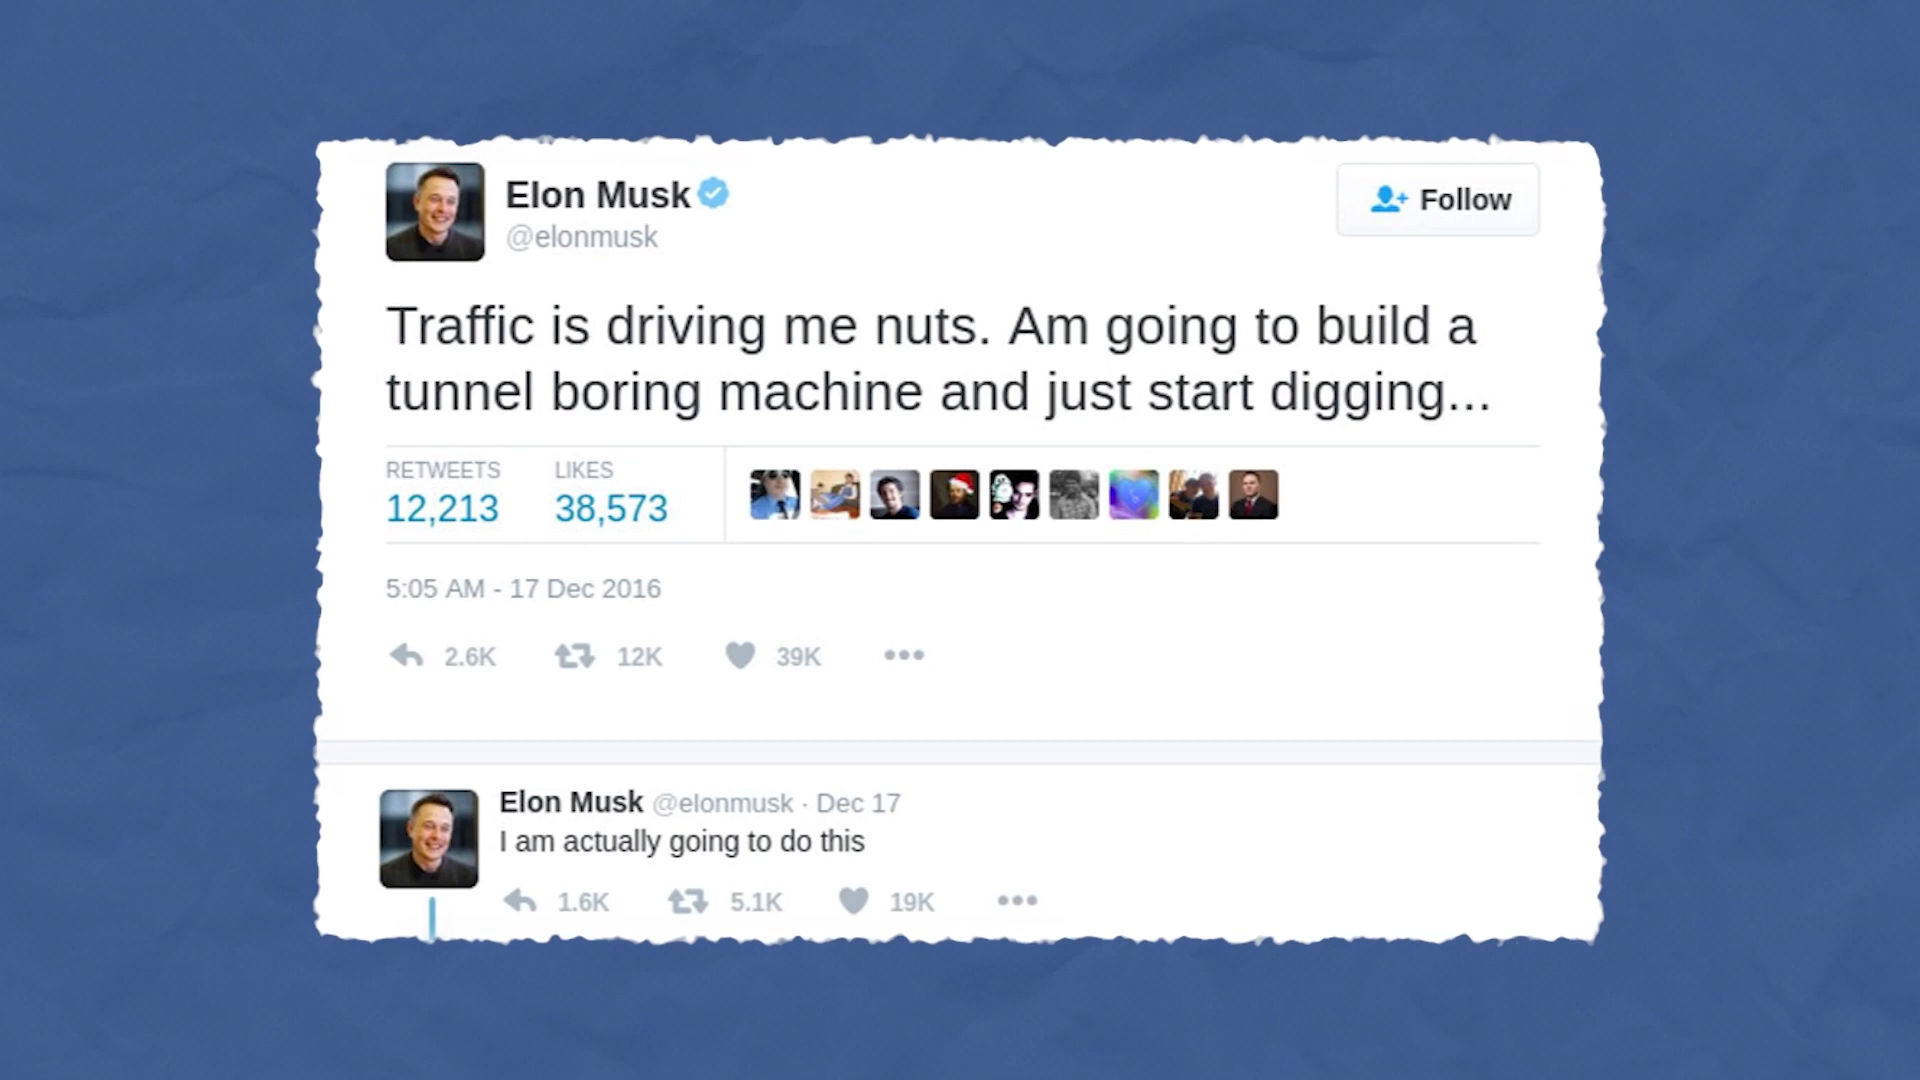 Elon Musk
@elonmusk
Follow
Traffic is driving me nuts. Am going to build a
tunnel boring machine and just start digging...
RETWEETS LIKES
12,213 38,573
5:05 AM - 17 Dec 2016
2.6K 12K 39K •••
Elon Musk @elonmusk · Dec 17
I am actually going to do this
1.6K 5.1K 19K •••